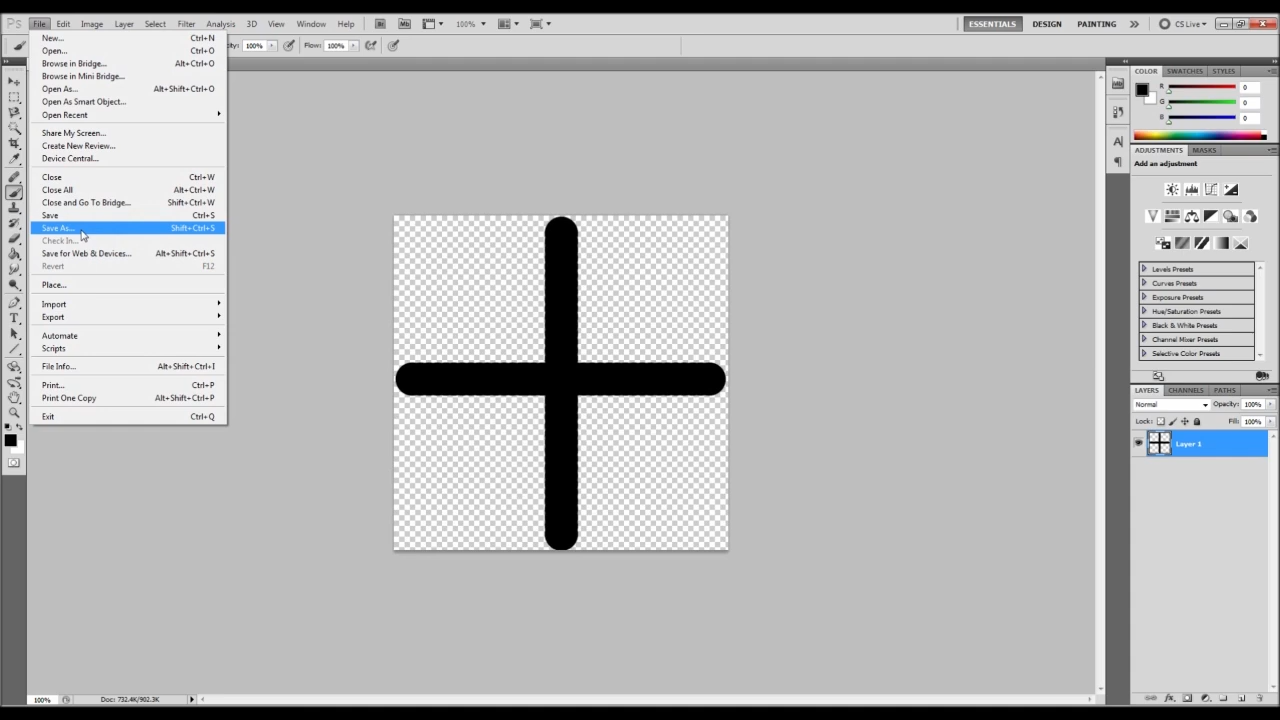 Ps File Edit Image Layer Select Filter Analysis 3D View Window Help Br Mb 100% ESSENTIALS DESIGN PAINTING CS Live
100% Flow: 100%
New... Ctrl+N
Open... Ctrl+O
Browse in Bridge... Alt+Ctrl+O
Browse in Mini Bridge...
Open As... Alt+Shift+Ctrl+O
Open As Smart Object...
Open Recent
Share My Screen...
Create New Review...
Device Central...
Close Ctrl+W
Close All Alt+Ctrl+W
Close and Go To Bridge... Shift+Ctrl+W
Save Ctrl+S
Save As... Shift+Ctrl+S
Check In...
Save for Web & Devices... Alt+Shift+Ctrl+S
Revert F12
Place...
Import
Export
Automate
Scripts
File Info... Alt+Shift+Ctrl+I
Print... Ctrl+P
Print One Copy Alt+Shift+Ctrl+P
Exit Ctrl+Q
COLOR SWATCHES STYLES
R 0
G 0
B 0
ADJUSTMENTS MASKS
Add an adjustment
Levels Presets
Curves Presets
Exposure Presets
Hue/Saturation Presets
Black & White Presets
Channel Mixer Presets
Selective Color Presets
LAYERS CHANNELS PATHS
Normal Opacity: 100%
Lock: Fill: 100%
Layer 1
100% Doc: 732.4K/902.3K